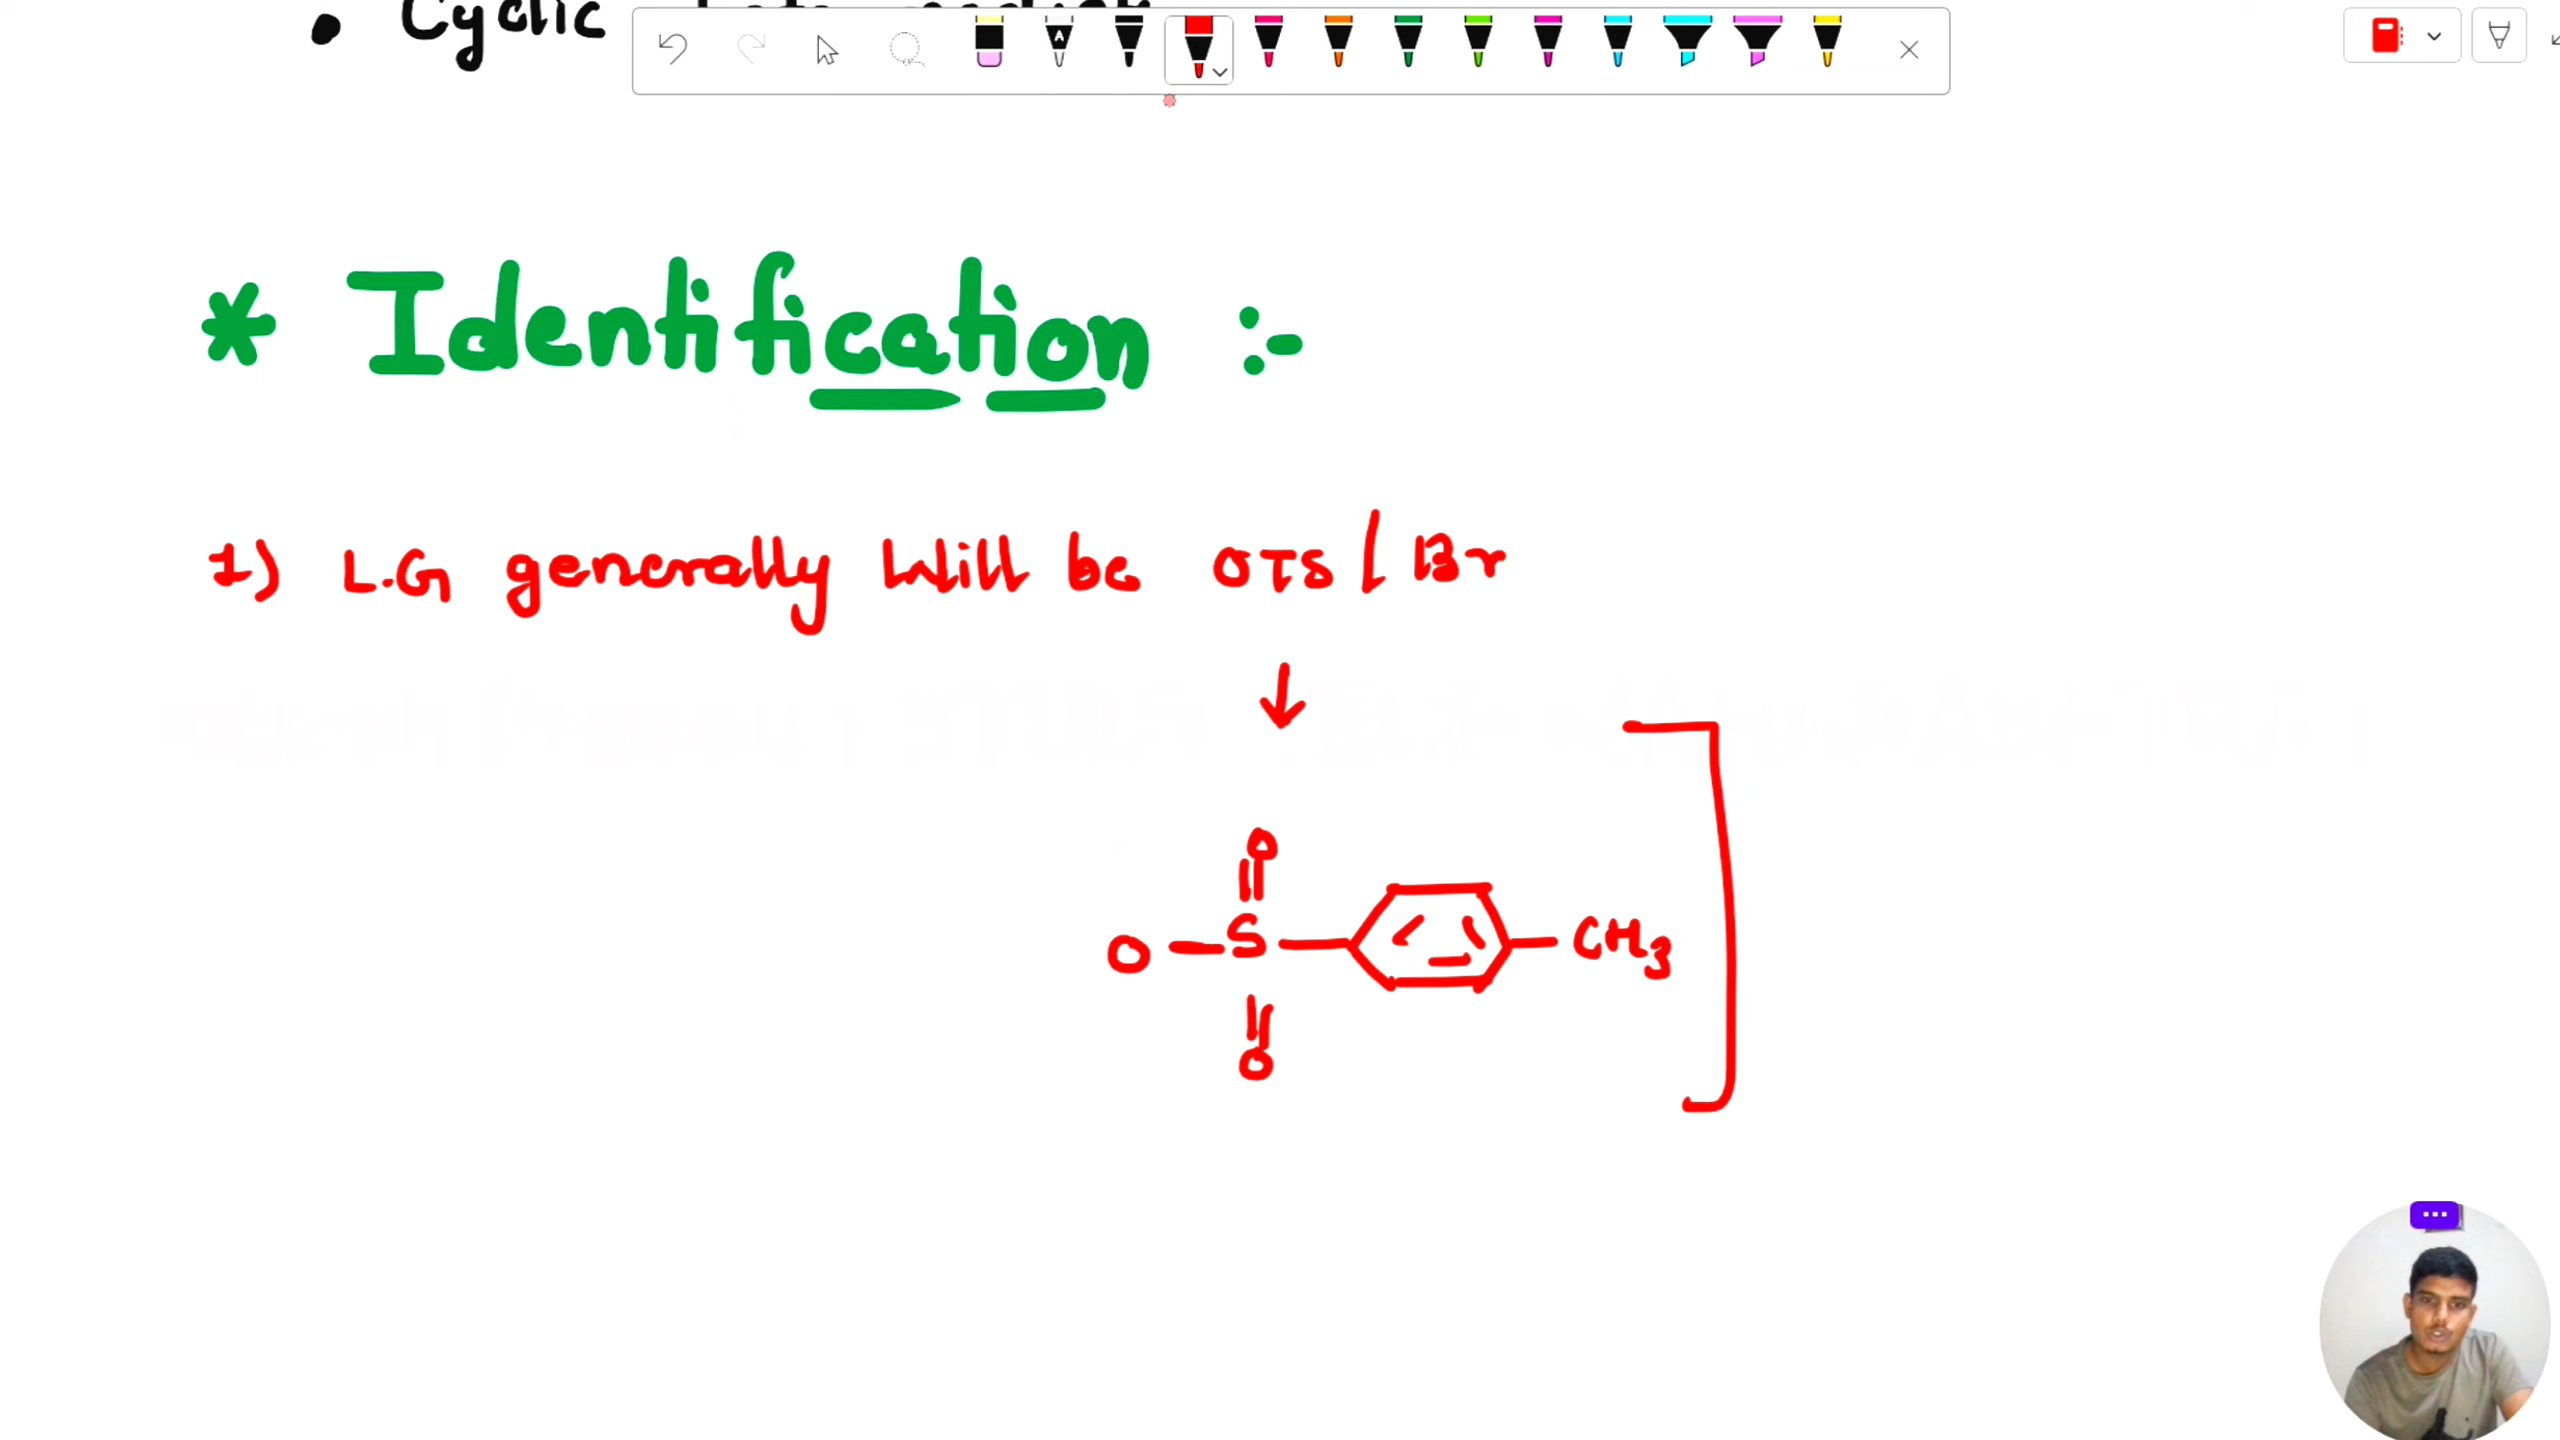 • Cyclic
A
* Identification :-
1) L.G generally will be OTS / Br
O
O - S - CH3
O